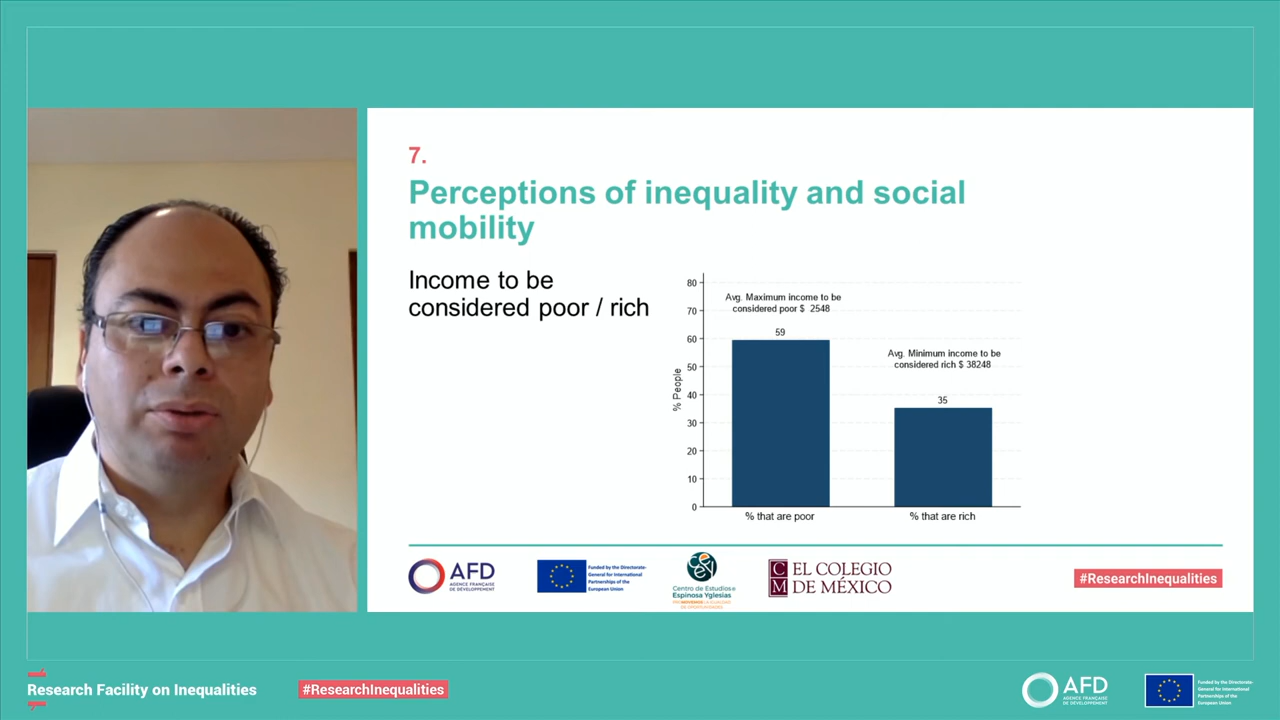 7.
Perceptions of inequality and social
mobility
Income to be
considered poor / rich
80
70
60
50
40
30
20
10
0
% People
Avg. Maximum income to be
considered poor $ 2548
59
Avg. Minimum income to be
considered rich $ 38248
35
% that are poor
% that are rich
AFD
AGENCE FRANÇAISE
DE DÉVELOPPEMENT
Funded by the Directorate-
General for International
Partnerships of the
European Union
Centro de Estudios
Espinosa Yglesias
C EL COLEGIO
M DE MÉXICO
#ResearchInequalities
Research Facility on Inequalities
#ResearchInequalities
AFD
AGENCE FRANÇAISE
DE DÉVELOPPEMENT
Funded by the Directorate-
General for International
Partnerships of the
European Union